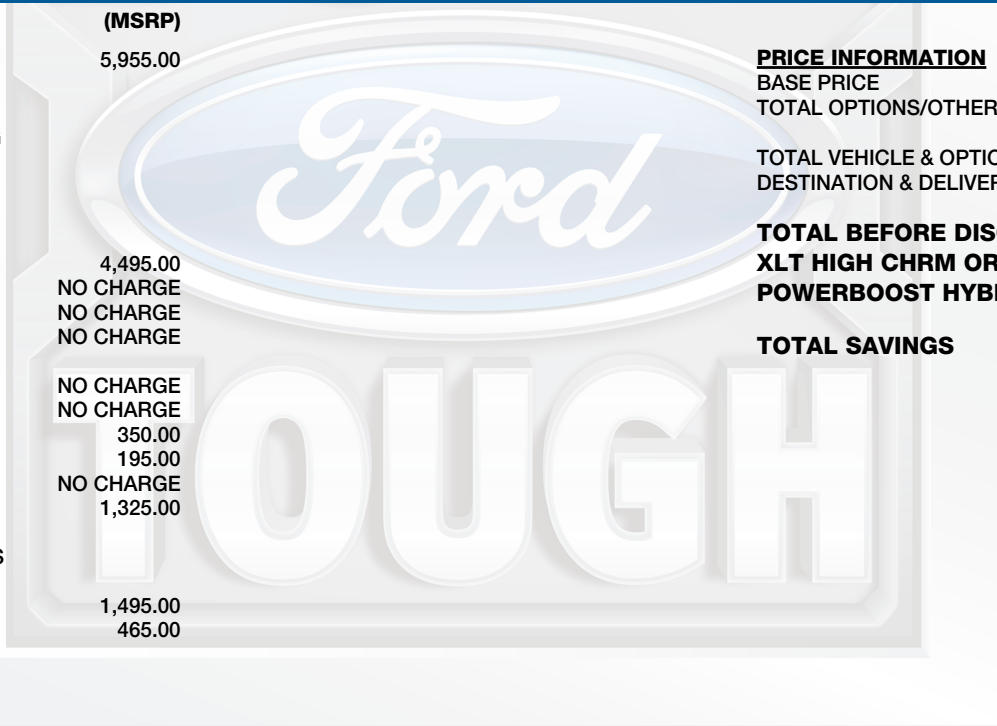 (MSRP)
5,955.00
4,495.00
NO CHARGE
NO CHARGE
NO CHARGE
NO CHARGE
NO CHARGE
350.00
195.00
NO CHARGE
1,325.00
S
1,495.00
465.00
Ford
TOUGH
PRICE INFORMATION
BASE PRICE
TOTAL OPTIONS/OTHER
TOTAL VEHICLE & OPTIO
DESTINATION & DELIVER
TOTAL BEFORE DIS
XLT HIGH CHRM OR
POWERBOOST HYB
TOTAL SAVINGS